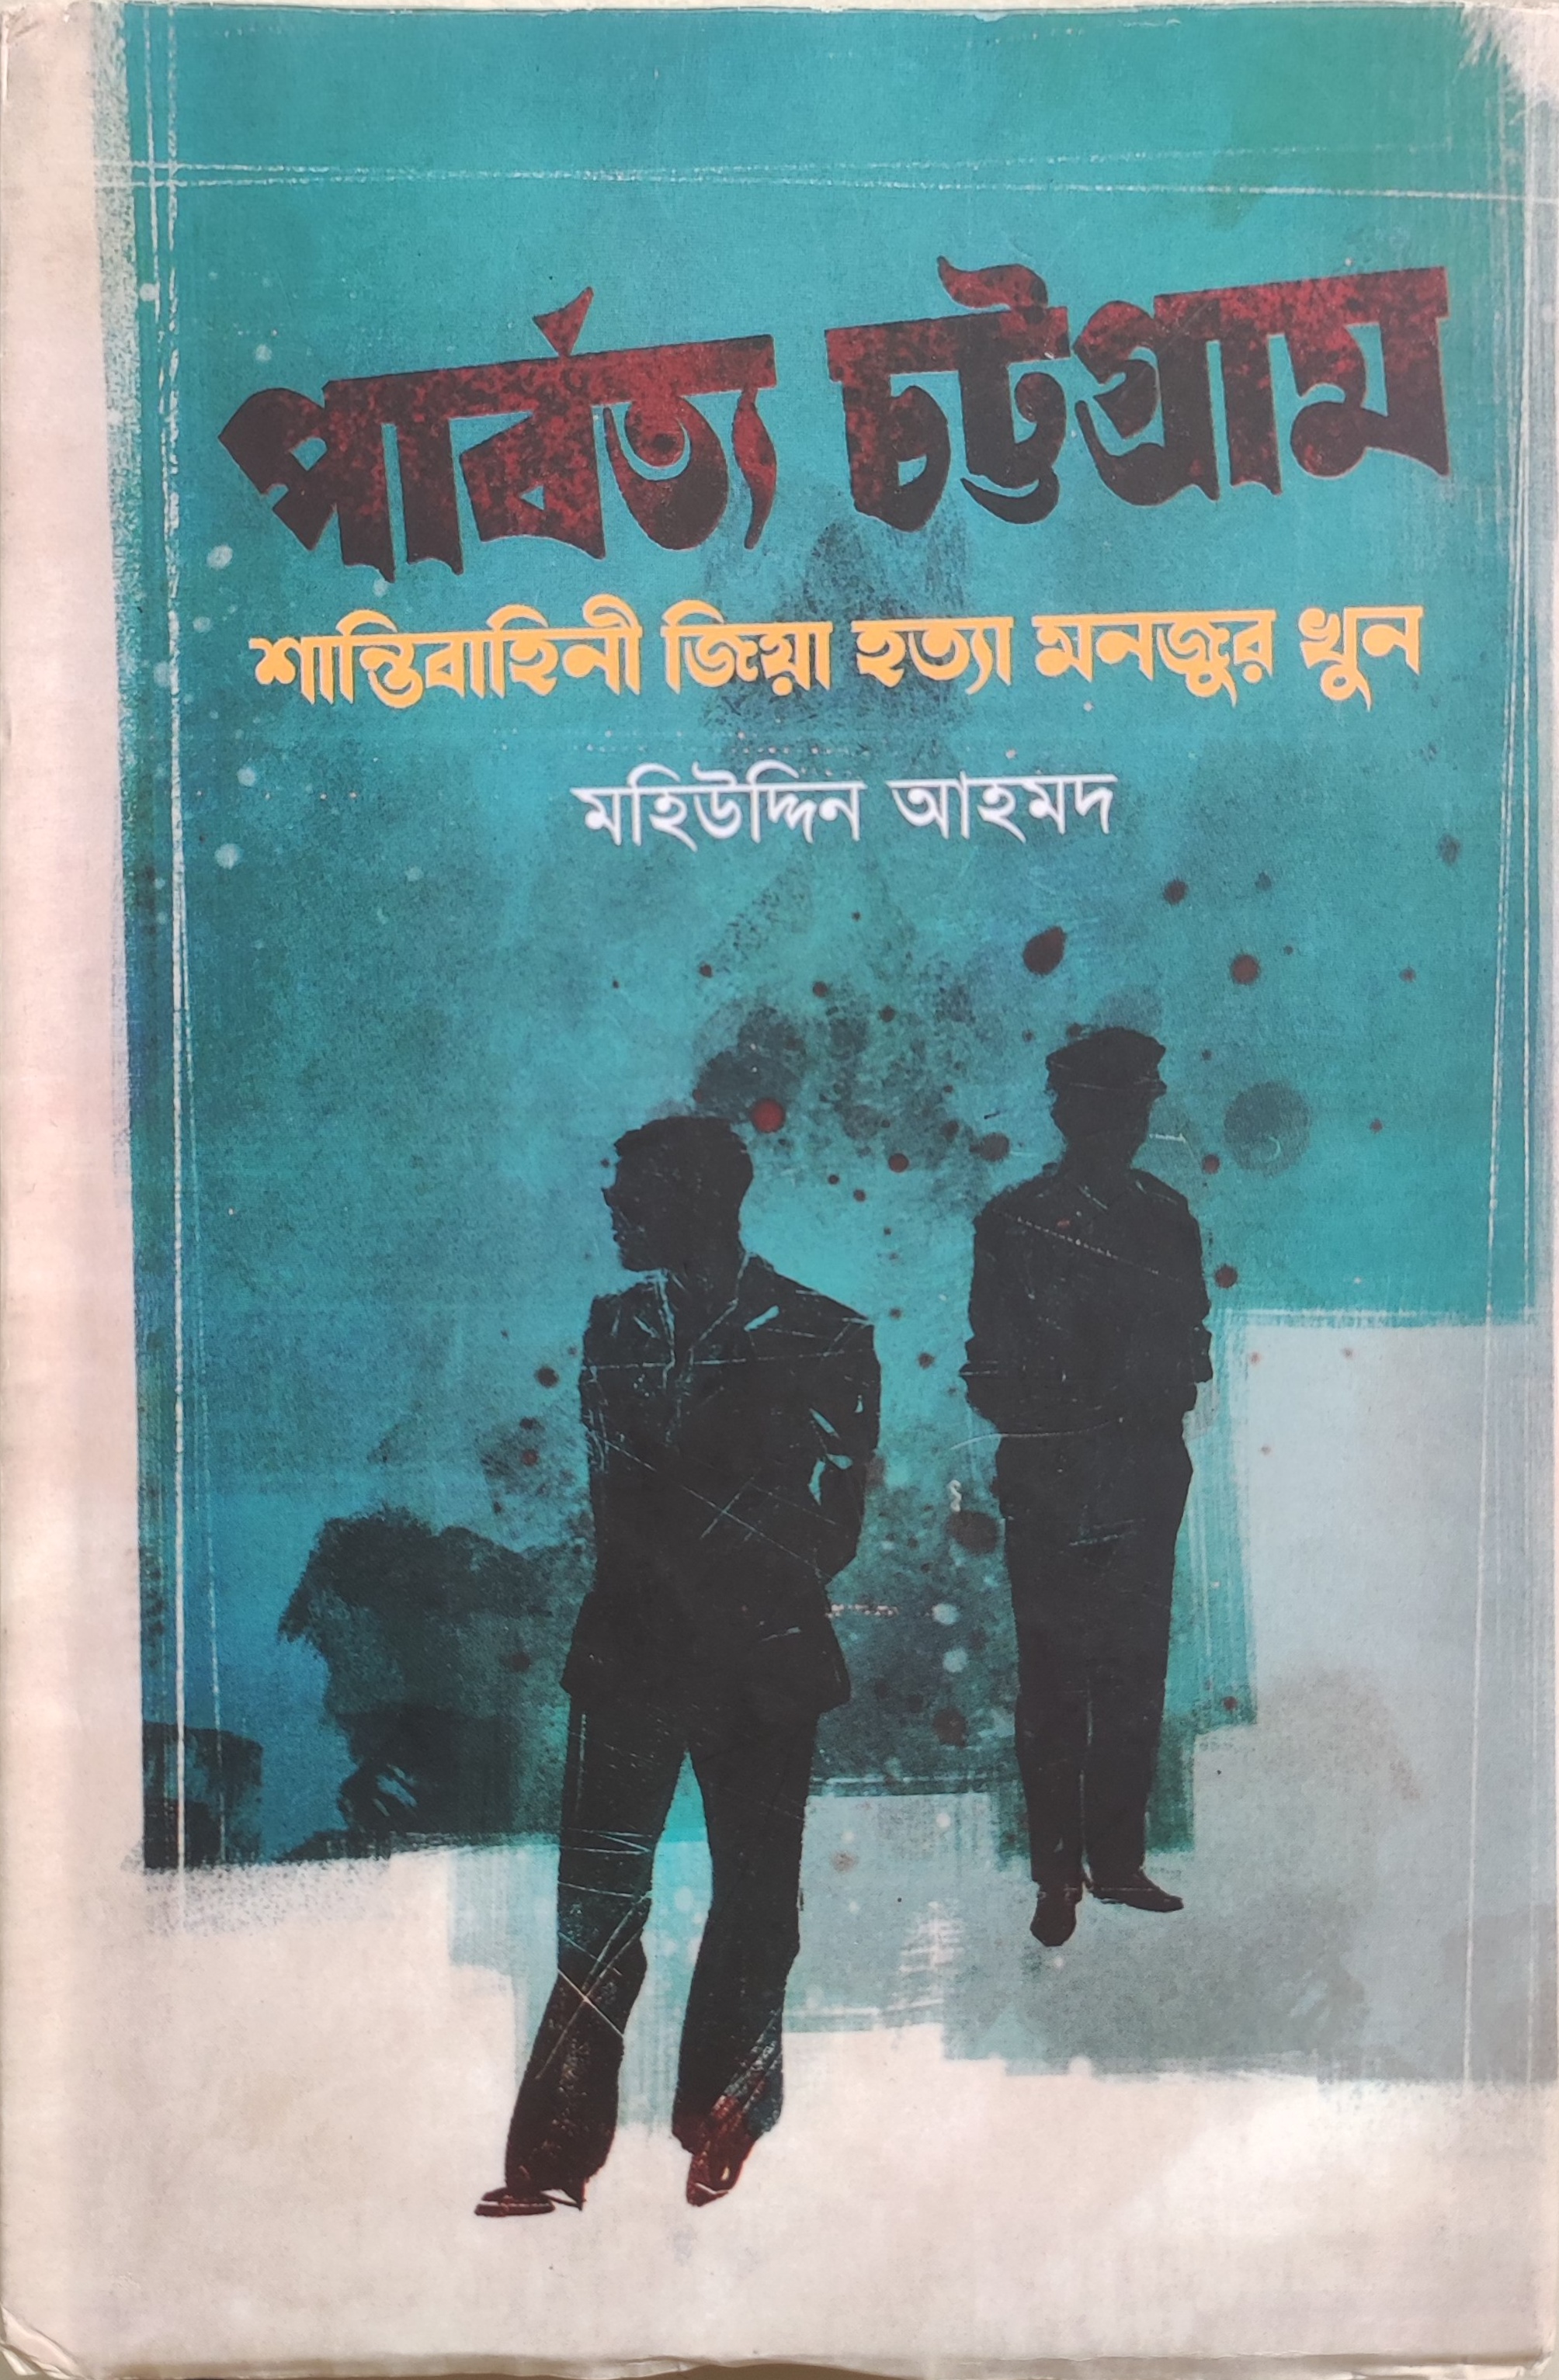 পার্বত্য চট্টগ্রাম
শান্তিবাহিনী জিয়া হত্যা মনজুর খুন
মহিউদ্দিন আহমদ